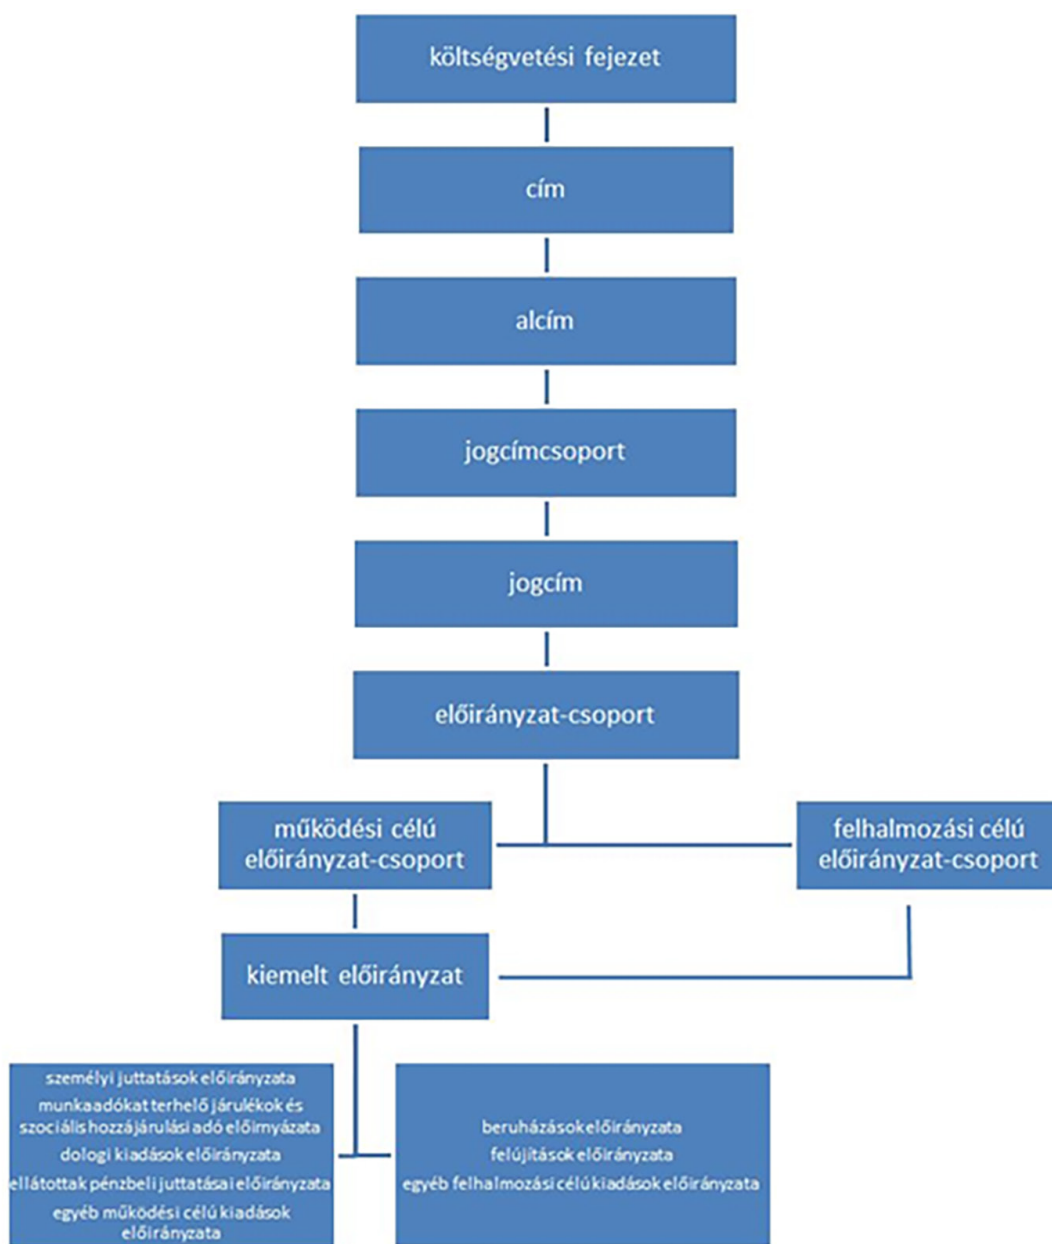 költségvetési fejezet
cím
alcím
jogcímcsoport
jogcím
előirányzat-csoport
működési célú
előirányzat-csoport
felhalmozási célú
előirányzat-csoport
kiemelt előirányzat
személyi juttatások előirányzata
munkaadókat terhelő járulékok és
szociális hozzájárulási adó előirnyázata
dologi kiadások előirányzata
ellátottak pénzbeli juttatásai előirányzata
egyéb működési célú kiadások
előirányzata
beruházások előirányzata
felújítások előirányzata
egyéb felhalmozási célú kiadások előirányzata